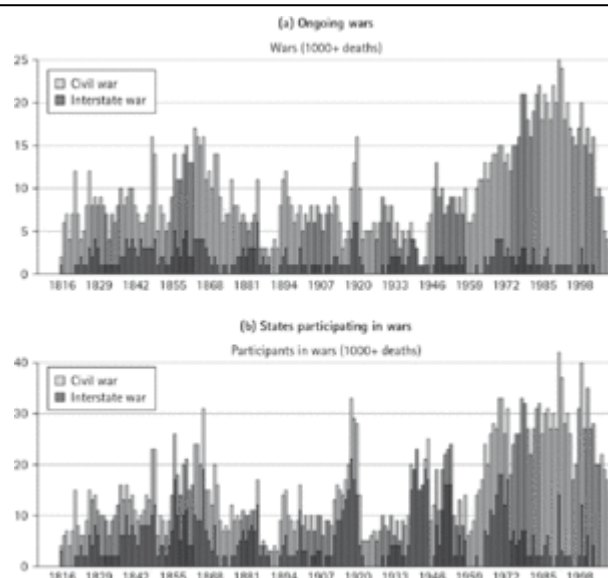 (a) Ongoing wars
Wars (1000+ deaths)
25
Civil war
Interstate war
20
15
10
5
0
1816 1829 1842 1855 1868 1881 1894 1907 1920 1933 1946 1959 1972 1985 1998
(b) States participating in wars
Participants in wars (1000+ deaths)
40
Civil war
Interstate war
30
20
10
0
1816 1829 1842 1855 1868 1881 1894 1907 1920 1933 1946 1959 1972 1985 1998